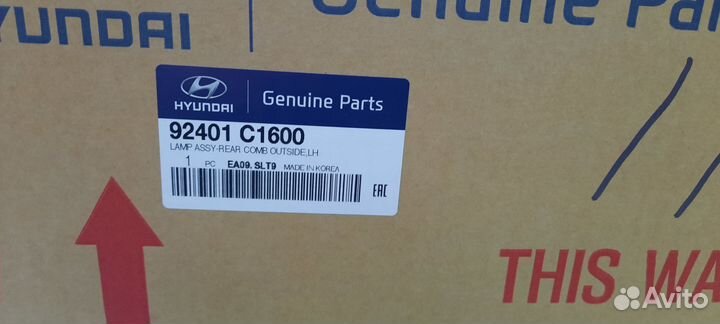 HYUNDAI
Genuine Pa
HYUNDAI
Genuine Parts
92401 C1600
LAMP ASSY-REAR COMB OUTSIDE,LH
1 PC EA09. SLT9 MADE IN KOREA
EAC
THIS WA
Avito